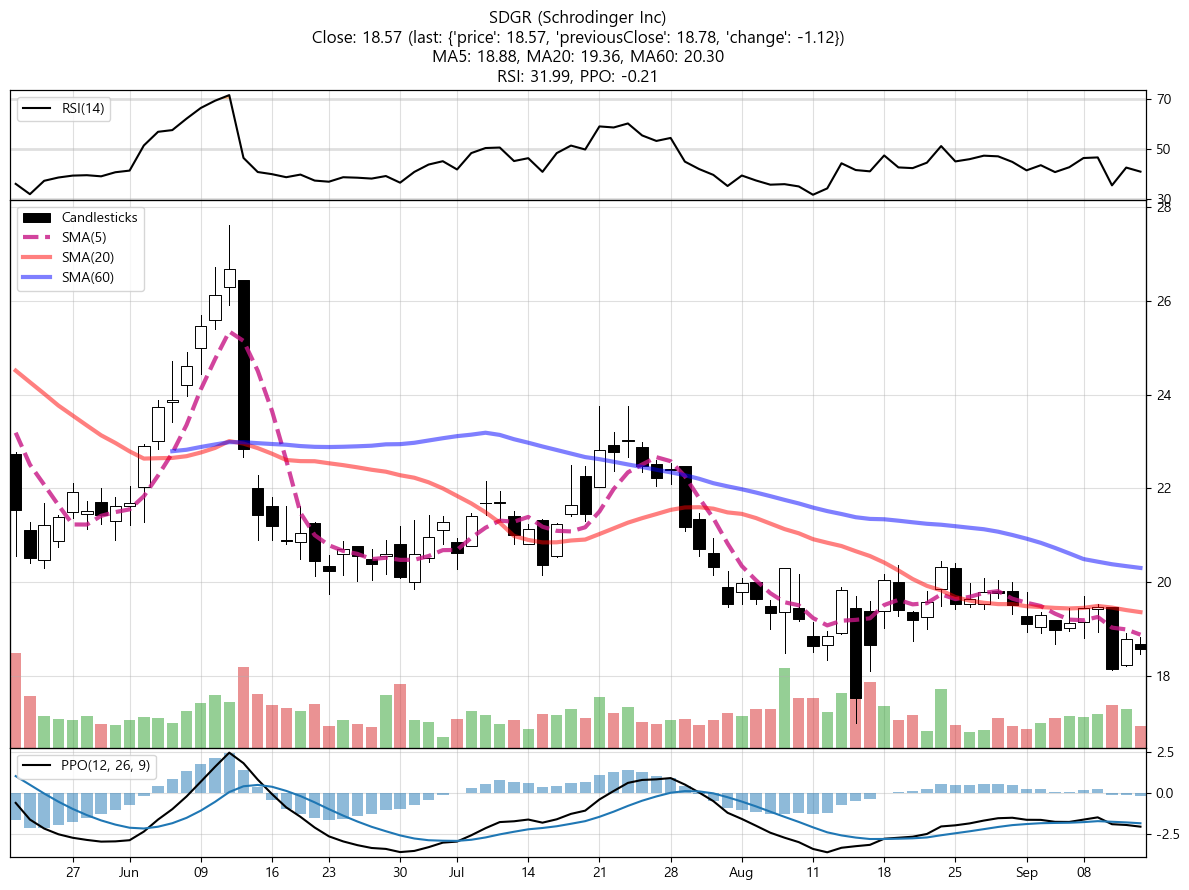 SDGR (Schrodinger Inc)
Close: 18.57 (last: {'price': 18.57, 'previousClose': 18.78, 'change': -1.12})
MA5: 18.88, MA20: 19.36, MA60: 20.30
RSI: 31.99, PPO: -0.21
RSI(14)
70
50
30
Candlesticks
SMA(5)
SMA(20)
SMA(60)
28
26
24
22
20
18
PPO(12, 26, 9)
2.5
0.0
-2.5
27 Jun 09 16 23 30 Jul 14 21 28 Aug 11 18 25 Sep 08